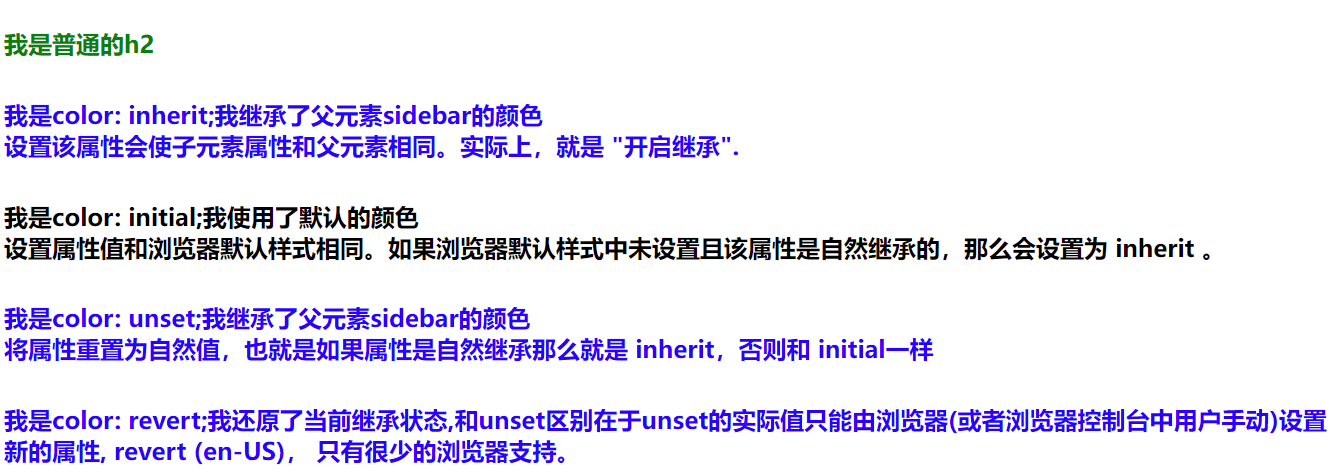 我是普通的h2
我是color: inherit;我继承了父元素sidebar的颜色
设置该属性会使子元素属性和父元素相同。实际上，就是 "开启继承".
我是color: initial;我使用了默认的颜色
设置属性值和浏览器默认样式相同。如果浏览器默认样式中未设置且该属性是自然继承的，那么会设置为 inherit 。
我是color: unset;我继承了父元素sidebar的颜色
将属性重置为自然值，也就是如果属性是自然继承那么就是 inherit，否则和 initial一样
我是color: revert;我还原了当前继承状态,和unset区别在于unset的实际值只能由浏览器(或者浏览器控制台中用户手动)设置
新的属性, revert (en-US)， 只有很少的浏览器支持。